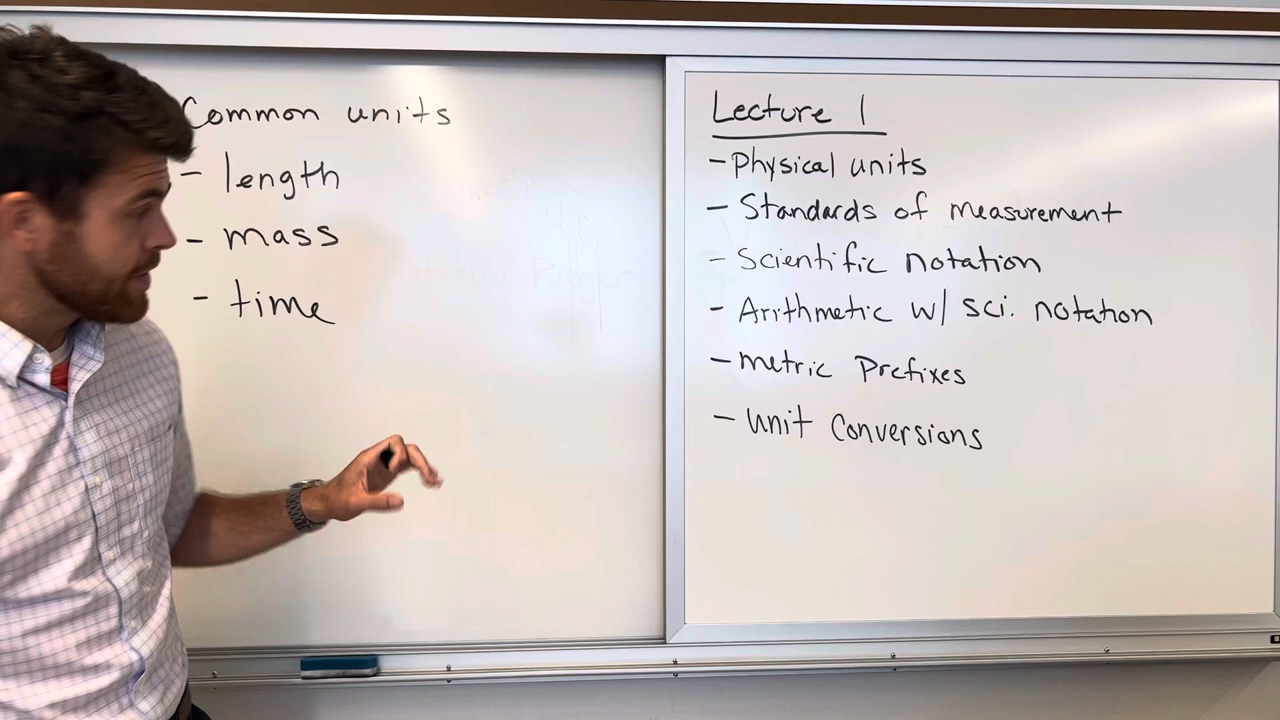 Common units
- length
- mass
- time
Lecture 1
- Physical units
- Standards of measurement
- Scientific notation
- Arithmetic w/ sci. notation
- Metric Prefixes
- Unit Conversions